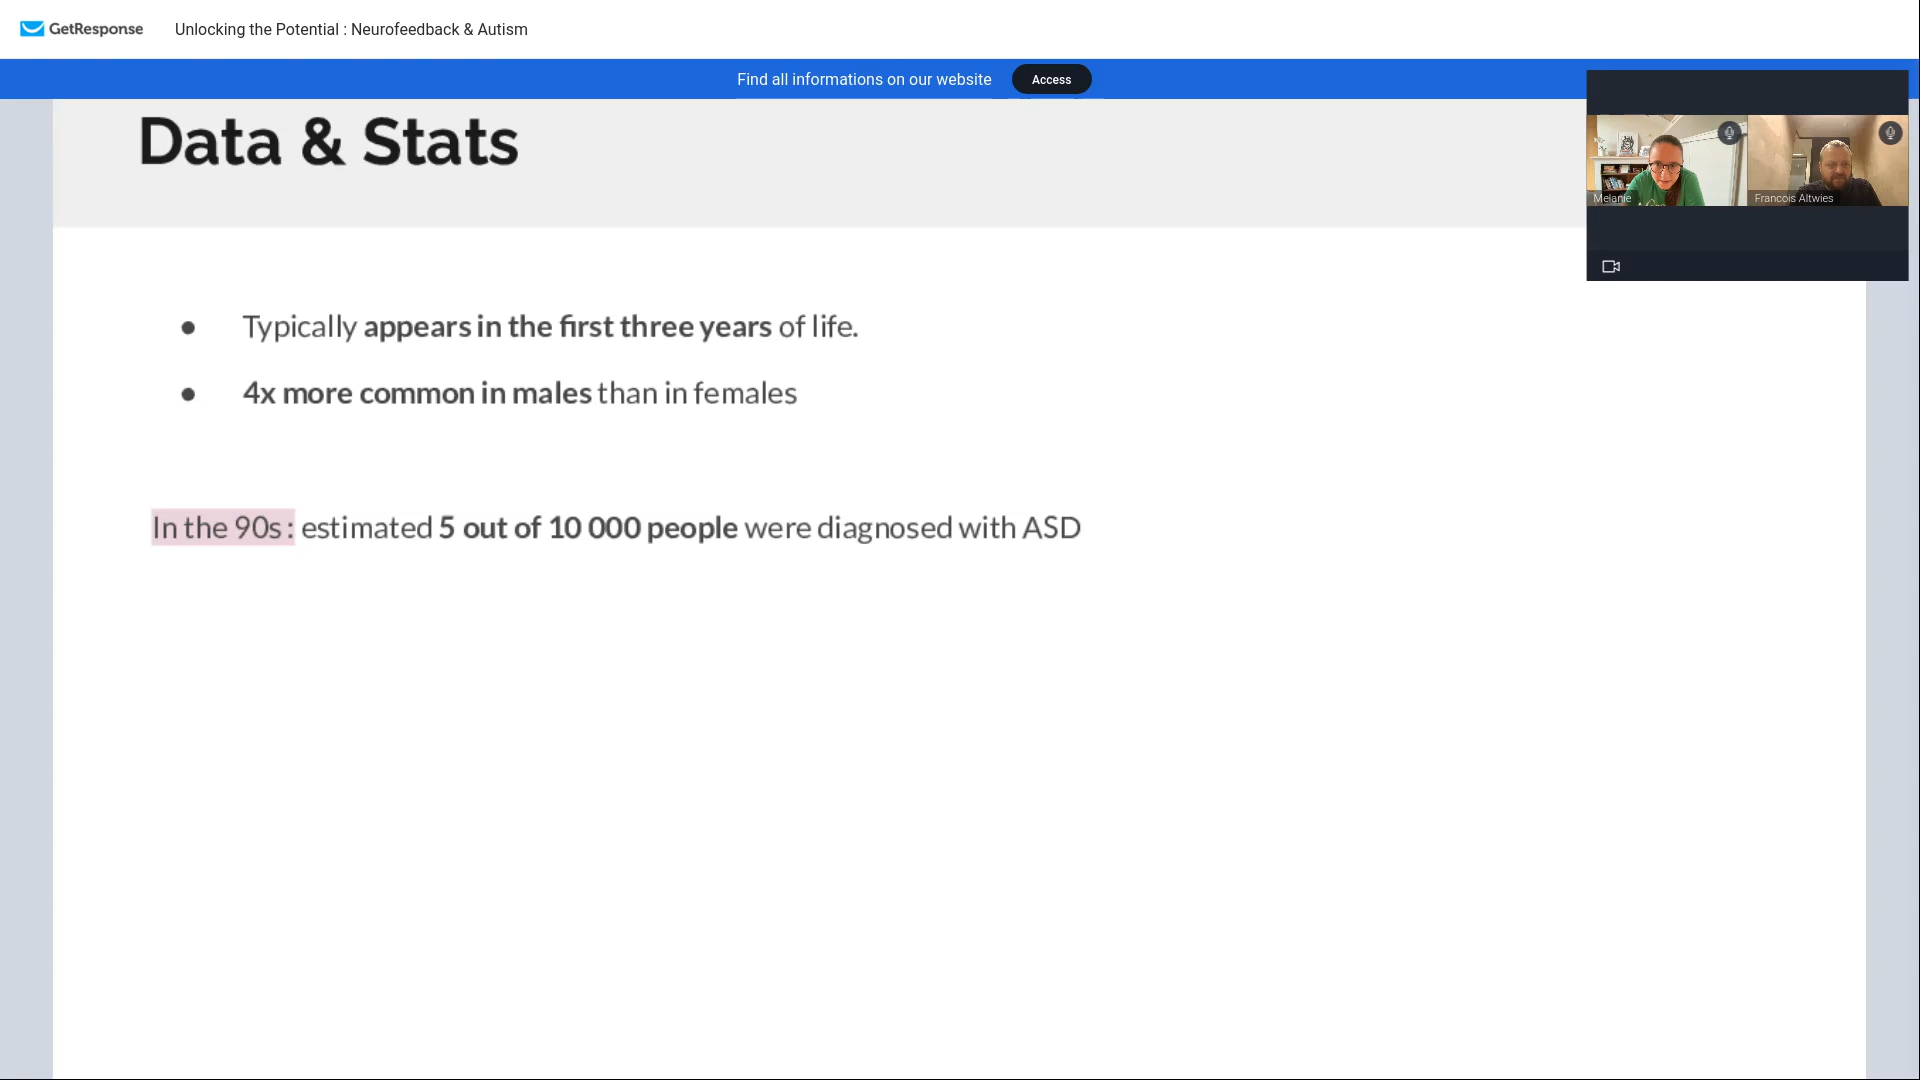 GetResponse
Unlocking the Potential : Neurofeedback & Autism
Find all informations on our website
Access
Data & Stats
Melanie
Francois Altwies
● Typically appears in the first three years of life.
● 4x more common in males than in females
In the 90s : estimated 5 out of 10 000 people were diagnosed with ASD